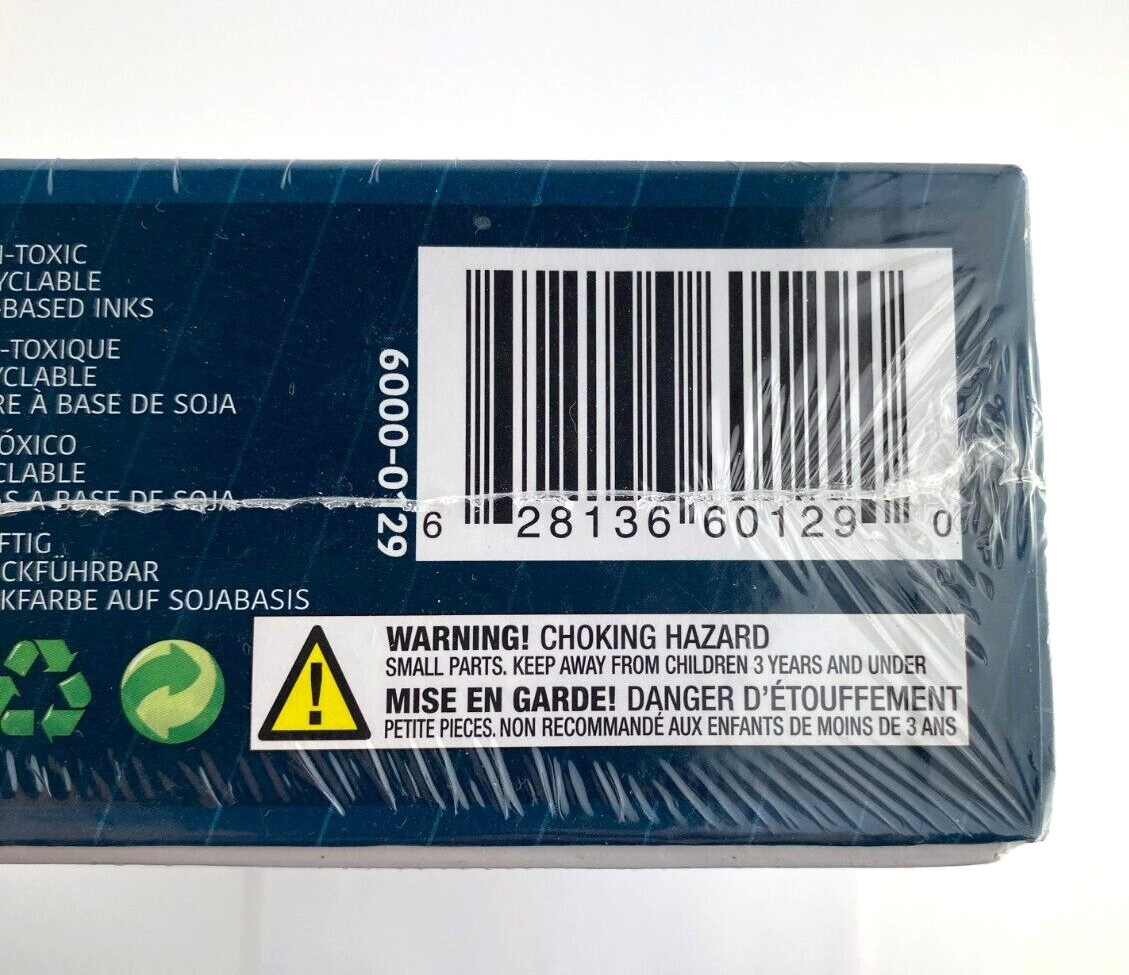 -TOXIC
YCLABLE
-BASED INKS
-TOXIQUE
YCLABLE
RE À BASE DE SOJA
ÓXICO
CLABLE
AS A BASE DE SOJA
FTIG
CKFÜHRBAR
KFARBE AUF SOJABASIS
6000-0129
6 28136 60129 0
WARNING! CHOKING HAZARD
SMALL PARTS. KEEP AWAY FROM CHILDREN 3 YEARS AND UNDER
MISE EN GARDE! DANGER D'ÉTOUFFEMENT
PETITE PIECES. NON RECOMMANDÉ AUX ENFANTS DE MOINS DE 3 ANS